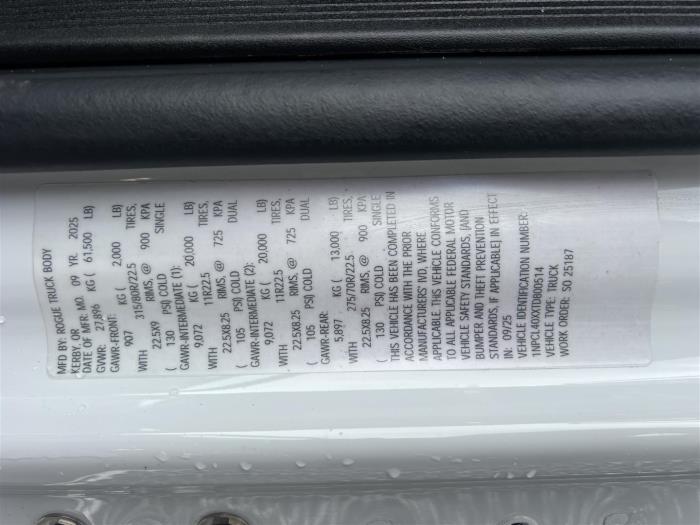 MFD BY: ROGUE TRUCK BODY
KERBY, OR
DATE OF MFR: MO. 09 YR. 2025
GVWR: 27,896 KG ( 61,500 LB)
GAWR-FRONT:
907 KG ( 2,000 LB)
WITH 315/80R/22.5 TIRES,
22.5X9 RIMS, @ 900 KPA
( 130 PSI) COLD SINGLE
GAWR-INTERMEDIATE (1):
9,072 KG ( 20,000 LB)
WITH 11R22.5 TIRES,
22.5X8.25 RIMS, @ 725 KPA
( 105 PSI) COLD DUAL
GAWR-INTERMEDIATE (2):
9,072 KG ( 20,000 LB)
WITH 11R22.5 TIRES,
22.5X8.25 RIMS, @ 725 KPA
( 105 PSI) COLD DUAL
GAWR-REAR:
5,897 KG ( 13,000 LB)
WITH 275/70R/22.5 TIRES,
22.5X8.25 RIMS, @ 900 KPA
( 130 PSI) COLD SINGLE
THIS VEHICLE HAS BEEN COMPLETED IN
ACCORDANCE WITH THE PRIOR
MANUFACTURERS' IVD, WHERE
APPLICABLE. THIS VEHICLE CONFORMS
TO ALL APPLICABLE FEDERAL MOTOR
VEHICLE SAFETY STANDARDS, [AND
BUMPER AND THEFT PREVENTION
STANDARDS, IF APPLICABLE] IN EFFECT
IN: 09/25
VEHICLE IDENTIFICATION NUMBER:
1NPCL40XXTD800514
VEHICLE TYPE: TRUCK
WORK ORDER: SO 25187